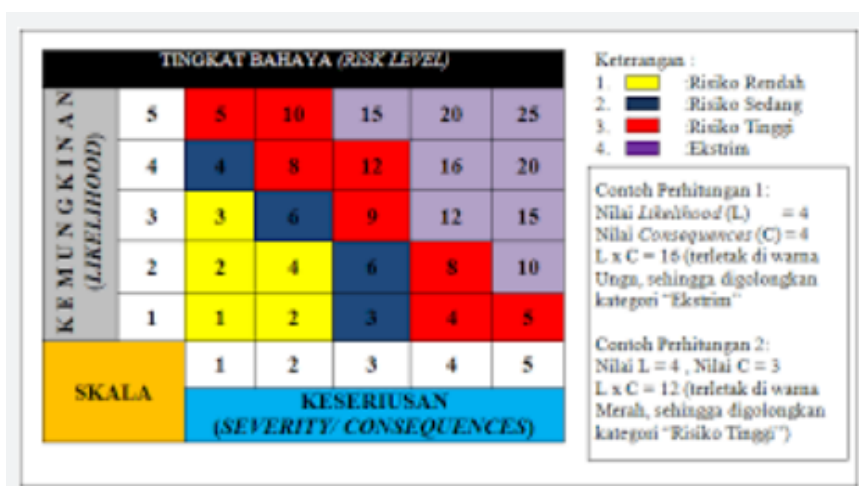 TINGKAT BAHAYA (RISK LEVEL)
KEMUNGKINAN
(LIKELIHOOD)
5 5 10 15 20 25
4 4 8 12 16 20
3 3 6 9 12 15
2 2 4 6 8 10
1 1 2 3 4 5
SKALA
1 2 3 4 5
KESERIUSAN
(SEVERITY/ CONSEQUENCES)
Keterangan :
1. :Risiko Rendah
2. :Risiko Sedang
3. :Risiko Tinggi
4. :Ekstrim
Contoh Perhitungan 1:
Nilai Likelihood (L) = 4
Nilai Consequences (C) = 4
L x C = 16 (terletak di warna
Ungu, sehingga digolongkan
kategori "Ekstrim"
Contoh Perhitungan 2:
Nilai L = 4 , Nilai C = 3
L x C = 12 (terletak di warna
Merah, sehingga digolongkan
kategori "Risiko Tinggi")